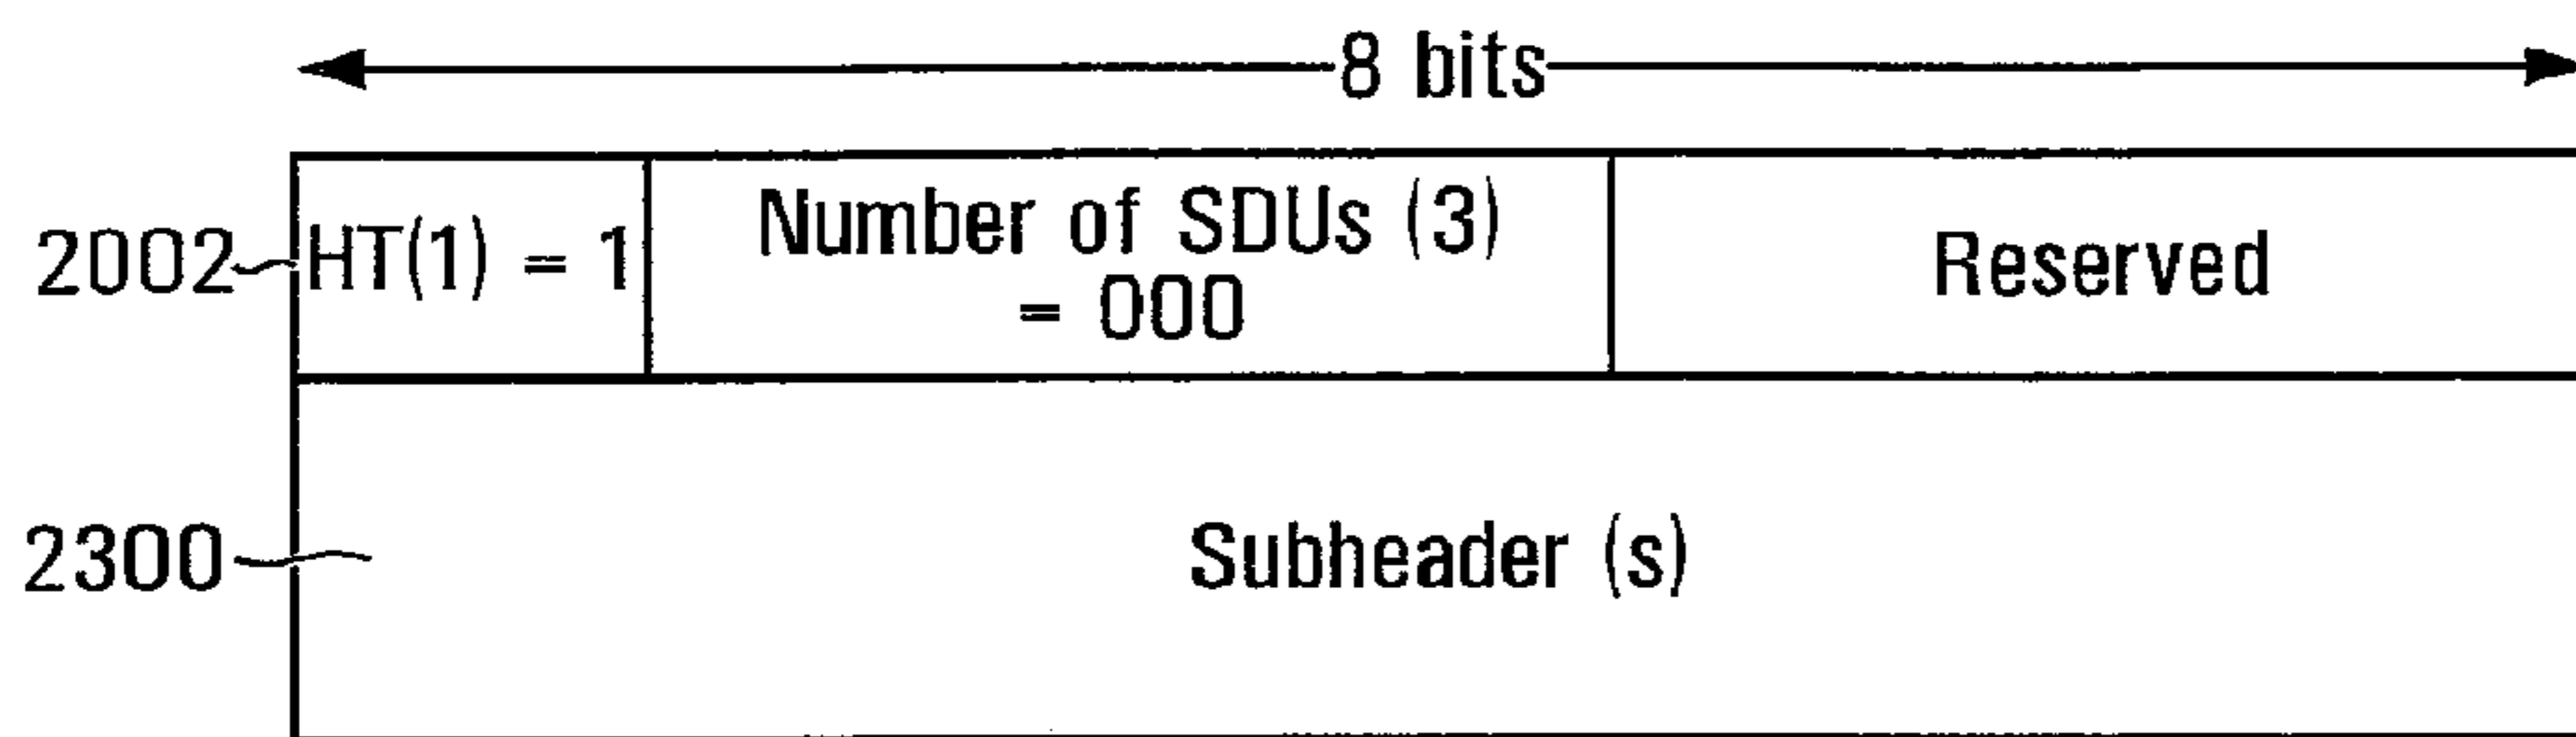 8 bits
2002
HT(1) = 1
Number of SDUs (3)
= 000
Reserved
2300
Subheader (s)